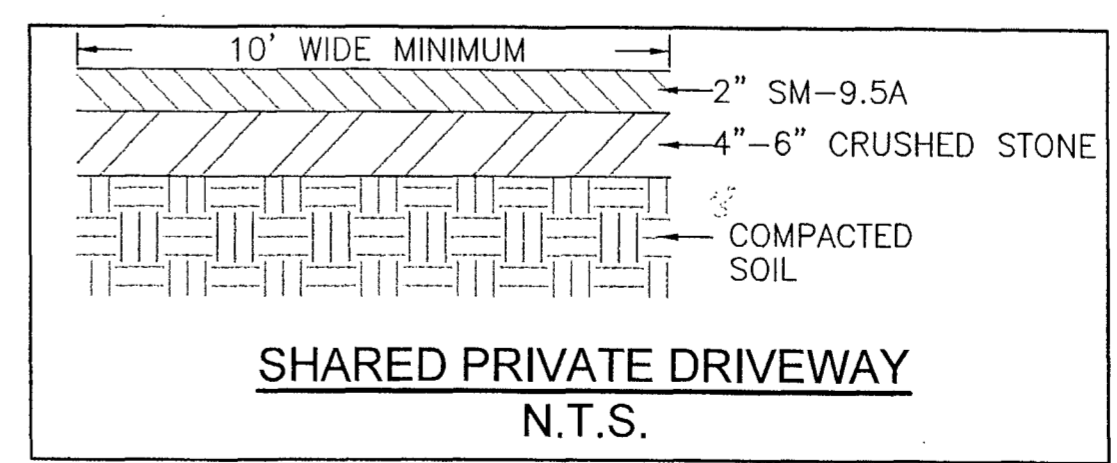 10' WIDE MINIMUM
2" SM-9.5A
4"-6" CRUSHED STONE
COMPACTED
SOIL
SHARED PRIVATE DRIVEWAY
N.T.S.